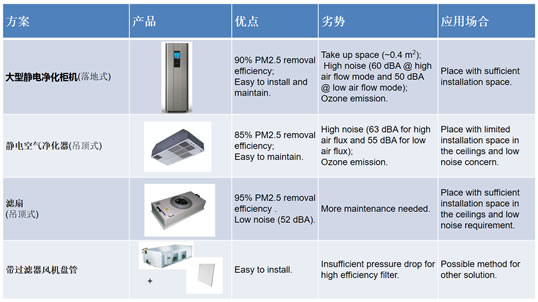 方案 产品 优点 劣势 应用场合
大型静电净化柜机(落地式)
90% PM2.5 removal
efficiency;
Easy to install and
maintain.
Take up space (~0.4 m²);
High noise (60 dBA @ high
air flow mode and 50 dBA
@ low air flow mode);
Ozone emission.
Place with sufficient
installation space.
静电空气净化器(吊顶式)
85% PM2.5 removal
efficiency;
Easy to maintain.
High noise (63 dBA for high
air flux and 55 dBA for low
air flux);
Ozone emission.
Place with limited
installation space in
the ceilings and low
noise concern.
滤扇
(吊顶式)
95% PM2.5 removal
efficiency .
Low noise (52 dBA).
More maintenance needed.
Place with sufficient
installation space in
the ceilings and low
noise requirement.
带过滤器风机盘管
+
Easy to install.
Insufficient pressure drop for
high efficiency filter.
Possible method for
other solution.